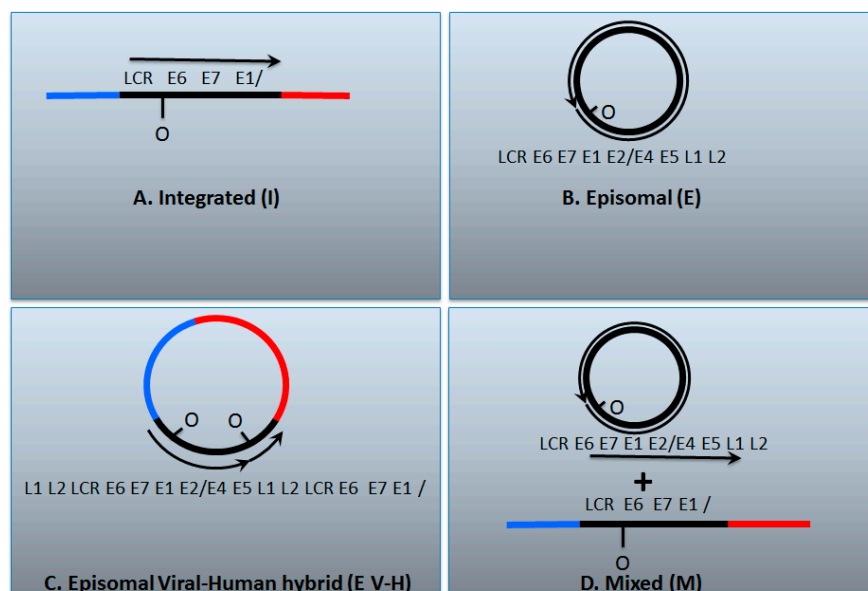 LCR E6 E7 E1/
O
A. Integrated (I)
O
LCR E6 E7 E1 E2/E4 E5 L1 L2
B. Episomal (E)
O O
L1 L2 LCR E6 E7 E1 E2/E4 E5 L1 L2 LCR E6 E7 E1 /
C. Episomal Viral-Human hybrid (E V-H)
O
LCR E6 E7 E1 E2/E4 E5 L1 L2
+
LCR E6 E7 E1 /
O
D. Mixed (M)